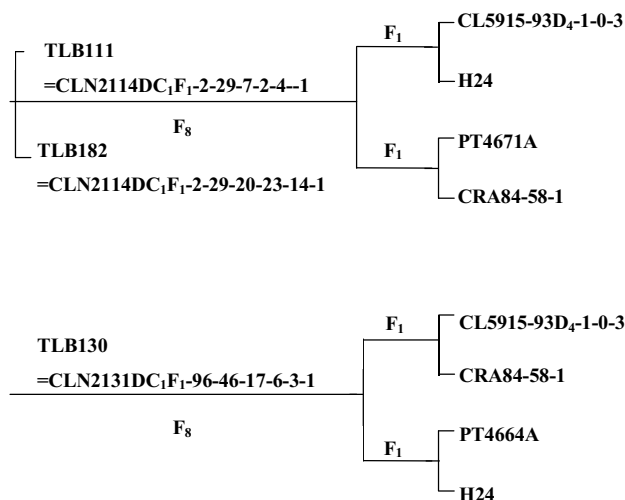 F₁
CL5915-93D₄-1-0-3
TLB111
=CLN2114DC₁F₁-2-29-7-2-4--1
H24
F₈
TLB182
=CLN2114DC₁F₁-2-29-20-23-14-1
F₁
PT4671A
CRA84-58-1
F₁
CL5915-93D₄-1-0-3
TLB130
=CLN2131DC₁F₁-96-46-17-6-3-1
CRA84-58-1
F₈
F₁
PT4664A
H24